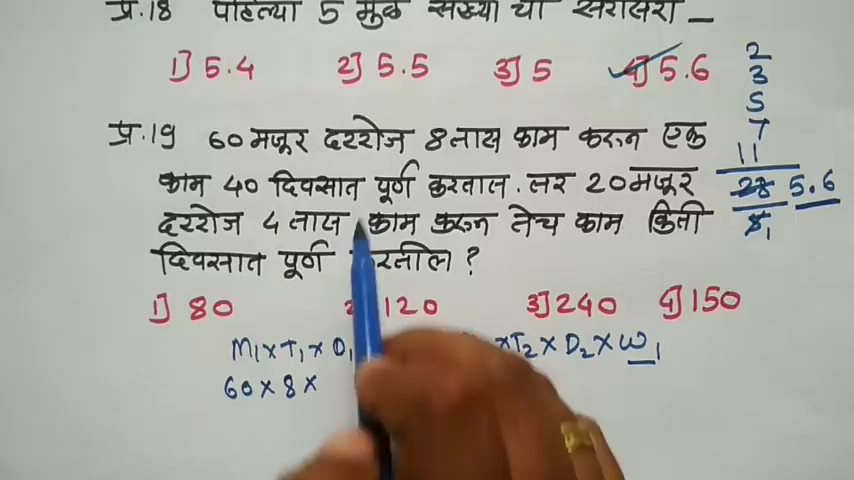 प्र.18 पहिल्या 5 मुळ संख्या ची सरासरी _
1) 5.4 2) 5.5 3) 5 4) 5.6
2
3
5
7
11
28 5.6
5 1
प्र.19 60 मजूर दररोज 8 तास काम करून एक
काम 40 दिवसात पूर्ण करतात. तर 20 मजूर
दररोज 4 तास काम करून तेच काम किती
दिवसात पूर्ण करतील ?
1) 80 120 3) 240 4) 150
M₁ × T₁ × D₁ × T₂ × D₂ × W₁
60 × 8 ×